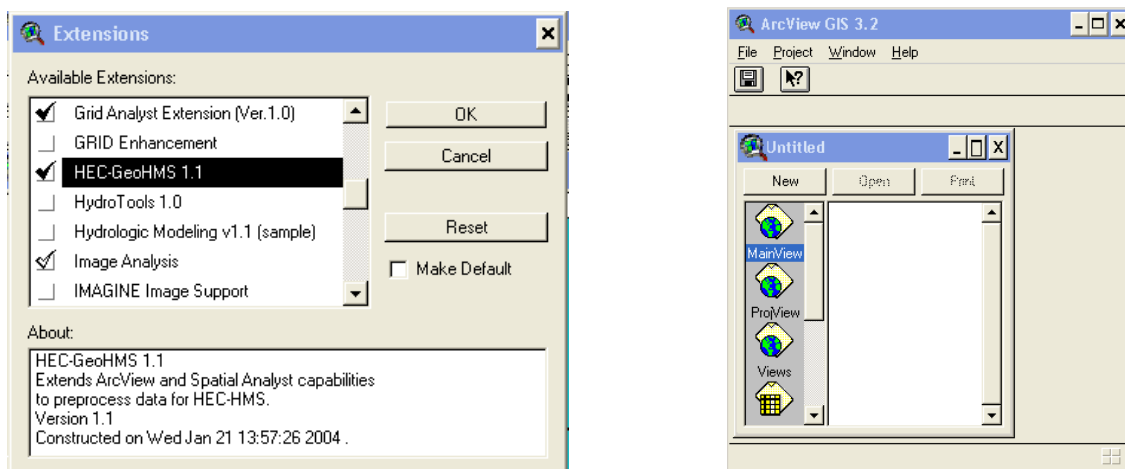 Extensions
Available Extensions:
Grid Analyst Extension (Ver.1.0)
GRID Enhancement
HEC-GeoHMS 1.1
HydroTools 1.0
Hydrologic Modeling v1.1 (sample)
Image Analysis
IMAGINE Image Support
OK
Cancel
Reset
Make Default
About:
HEC-GeoHMS 1.1
Extends ArcView and Spatial Analyst capabilities
to preprocess data for HEC-HMS.
Version 1.1
Constructed on Wed Jan 21 13:57:26 2004 .
ArcView GIS 3.2
File Project Window Help
Untitled
New Open Print
MainView
ProjView
Views